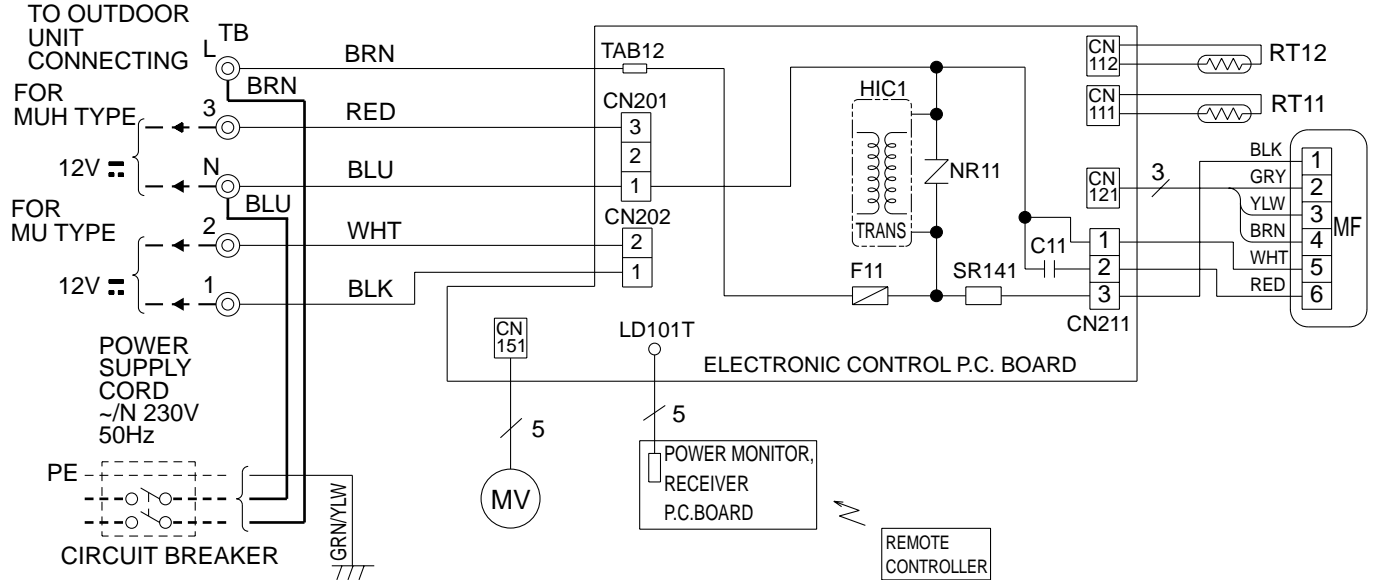 TO OUTDOOR
UNIT
CONNECTING
TB
L
BRN
BRN
TAB12
FOR
MUH TYPE
3
RED
CN201
3
2
1
12V
N
BLU
BLU
FOR
MU TYPE
2
WHT
CN202
2
1
12V
1
BLK
HIC1
TRANS
NR11
F11
SR141
C11
CN
112
RT12
CN
111
RT11
CN
121
3
BLK
GRY
YLW
BRN
WHT
RED
1
2
3
4
5
6
MF
1
2
3
CN211
CN
151
LD101T
ELECTRONIC CONTROL P.C. BOARD
POWER
SUPPLY
CORD
~/N 230V
50Hz
PE
GRN/YLW
CIRCUIT BREAKER
5
MV
5
POWER MONITOR,
RECEIVER
P.C.BOARD
REMOTE
CONTROLLER